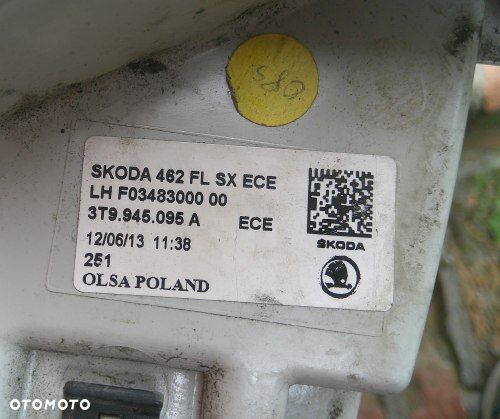 SKODA 462 FL SX ECE
LH F03483000 00
3T9.945.095 A ECE
12/06/13 11:38
251
OLSA POLAND
ŠKODA
OTOMOTO